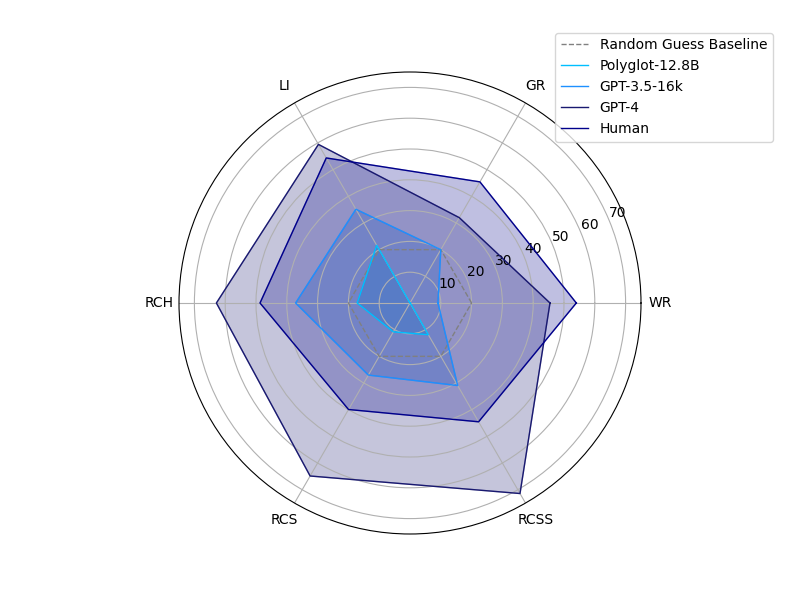 Random Guess Baseline
Polyglot-12.8B
GPT-3.5-16k
GPT-4
Human
LI
GR
70
60
50
40
30
20
10
RCH
WR
RCS
RCSS